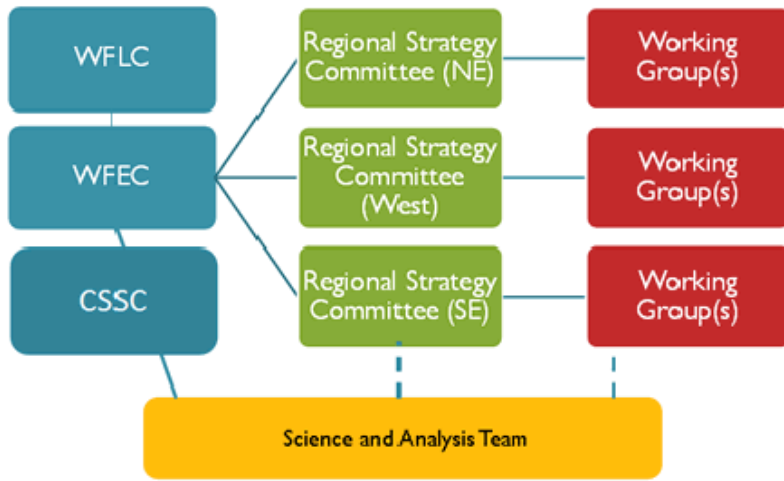 WFLC
Regional Strategy
Committee (NE)
Working
Group(s)
WFEC
Regional Strategy
Committee
(West)
Working
Group(s)
CSSC
Regional Strategy
Committee (SE)
Working
Group(s)
Science and Analysis Team